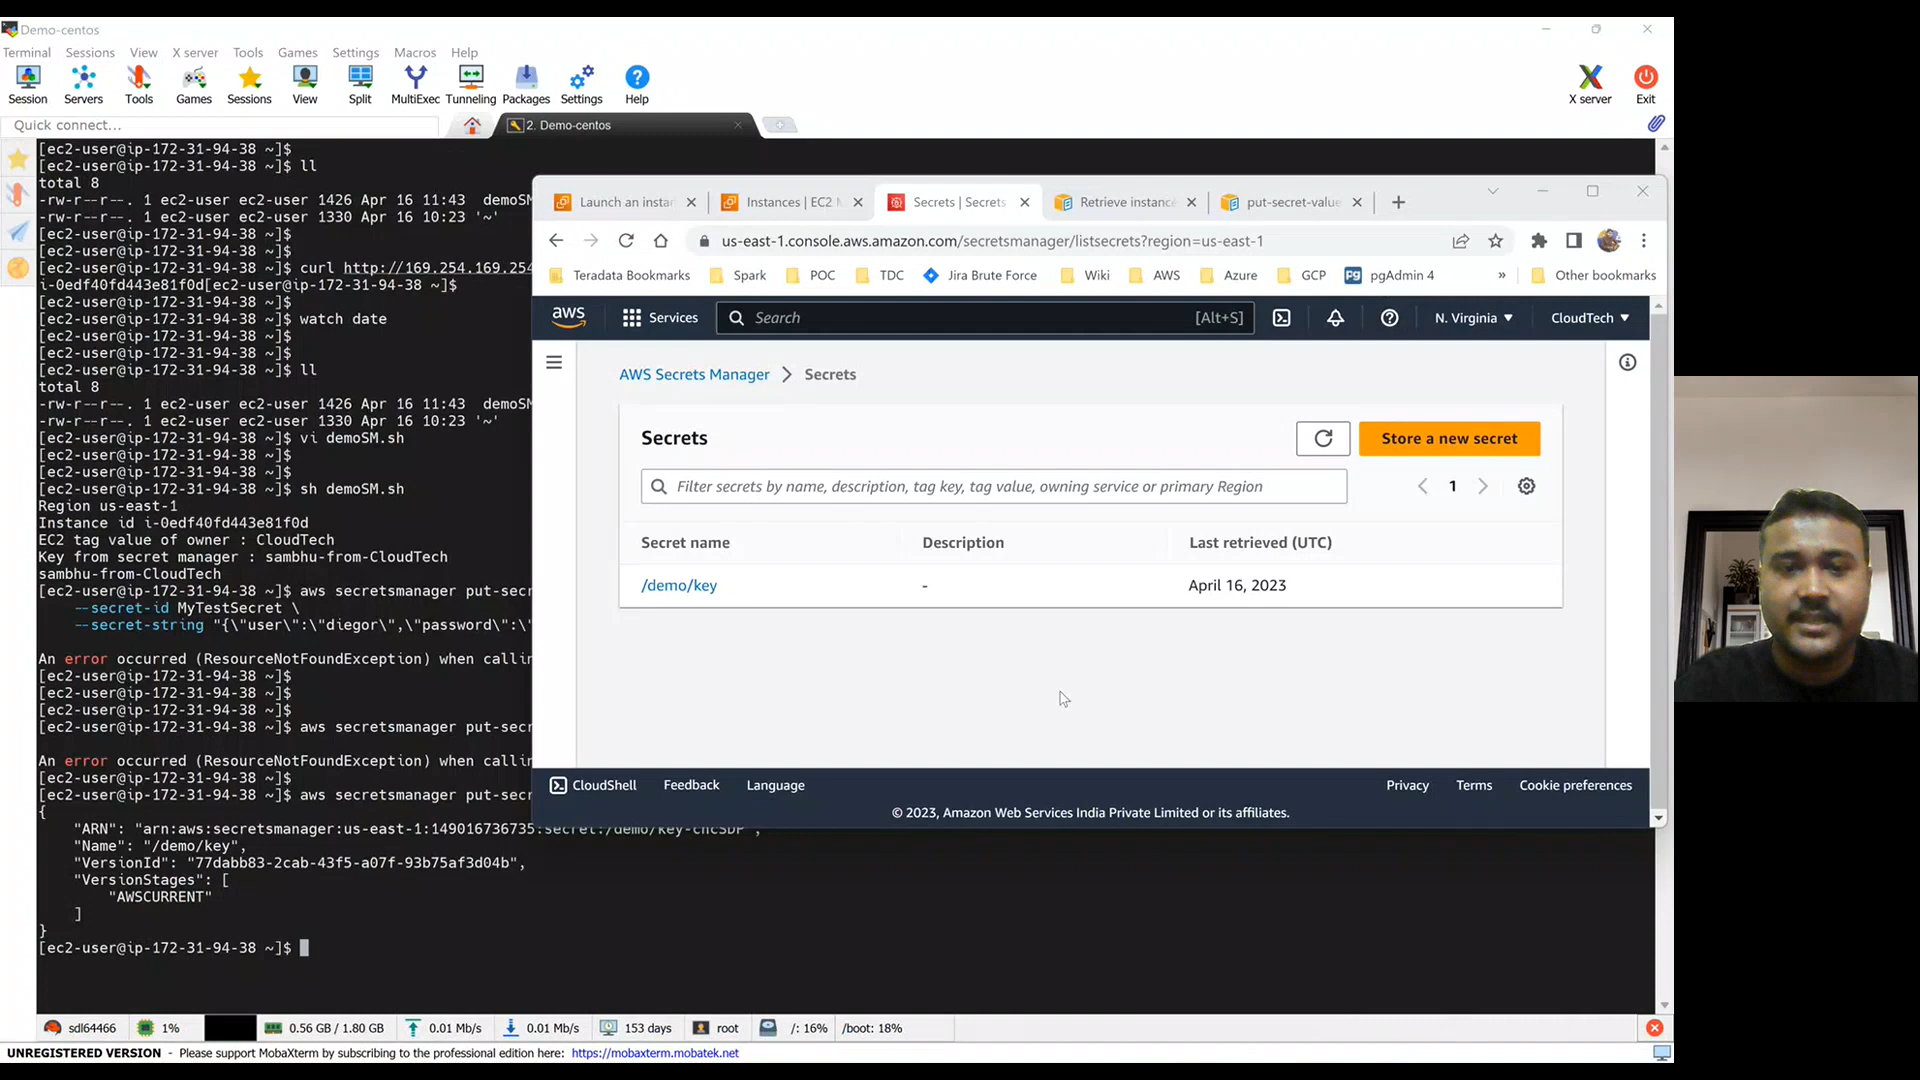 Demo-centos
Terminal Sessions View X server Tools Games Settings Macros Help
Session Servers Tools Games Sessions View Split MultiExec Tunneling Packages Settings Help X server Exit
Quick connect...
2. Demo-centos
[ec2-user@ip-172-31-94-38 ~]$
[ec2-user@ip-172-31-94-38 ~]$ ll
total 8
-rw-r--r--. 1 ec2-user ec2-user 1426 Apr 16 11:43 demoSM
-rw-r--r--. 1 ec2-user ec2-user 1330 Apr 16 10:23 '~'
[ec2-user@ip-172-31-94-38 ~]$
[ec2-user@ip-172-31-94-38 ~]$
[ec2-user@ip-172-31-94-38 ~]$ curl http://169.254.169.254
i-0edf40fd443e81f0d[ec2-user@ip-172-31-94-38 ~]$
[ec2-user@ip-172-31-94-38 ~]$
[ec2-user@ip-172-31-94-38 ~]$ watch date
[ec2-user@ip-172-31-94-38 ~]$
[ec2-user@ip-172-31-94-38 ~]$
[ec2-user@ip-172-31-94-38 ~]$ ll
total 8
-rw-r--r--. 1 ec2-user ec2-user 1426 Apr 16 11:43 demoSM
-rw-r--r--. 1 ec2-user ec2-user 1330 Apr 16 10:23 '~'
[ec2-user@ip-172-31-94-38 ~]$ vi demoSM.sh
[ec2-user@ip-172-31-94-38 ~]$
[ec2-user@ip-172-31-94-38 ~]$
[ec2-user@ip-172-31-94-38 ~]$ sh demoSM.sh
Region us-east-1
Instance id i-0edf40fd443e81f0d
EC2 tag value of owner : CloudTech
Key from secret manager : sambhu-from-CloudTech
sambhu-from-CloudTech
[ec2-user@ip-172-31-94-38 ~]$ aws secretsmanager put-secr
--secret-id MyTestSecret \
--secret-string "{\"user\":\"diegor\",\"password\":\"
An error occurred (ResourceNotFoundException) when callin
[ec2-user@ip-172-31-94-38 ~]$
[ec2-user@ip-172-31-94-38 ~]$
[ec2-user@ip-172-31-94-38 ~]$
[ec2-user@ip-172-31-94-38 ~]$ aws secretsmanager put-secr
An error occurred (ResourceNotFoundException) when callin
[ec2-user@ip-172-31-94-38 ~]$
[ec2-user@ip-172-31-94-38 ~]$ aws secretsmanager put-secr
{
"ARN": "arn:aws:secretsmanager:us-east-1:149016736735:secret:/demo/key-chcSDP",
"Name": "/demo/key",
"VersionId": "77dabb83-2cab-43f5-a07f-93b75af3d04b",
"VersionStages": [
"AWSCURRENT"
]
}
[ec2-user@ip-172-31-94-38 ~]$
Launch an instan Instances | EC2 M Secrets | Secrets Retrieve instance put-secret-value
us-east-1.console.aws.amazon.com/secretsmanager/listsecrets?region=us-east-1
Teradata Bookmarks Spark POC TDC Jira Brute Force Wiki AWS Azure GCP pgAdmin 4 » Other bookmarks
aws Services Search [Alt+S] N. Virginia CloudTech
AWS Secrets Manager > Secrets
Secrets
Store a new secret
Filter secrets by name, description, tag key, tag value, owning service or primary Region
1
Secret name Description Last retrieved (UTC)
/demo/key - April 16, 2023
CloudShell Feedback Language Privacy Terms Cookie preferences
© 2023, Amazon Web Services India Private Limited or its affiliates.
sdl64466 1% 0.56 GB / 1.80 GB 0.01 Mb/s 0.01 Mb/s 153 days root /: 16% /boot: 18%
UNREGISTERED VERSION - Please support MobaXterm by subscribing to the professional edition here: https://mobaxterm.mobatek.net